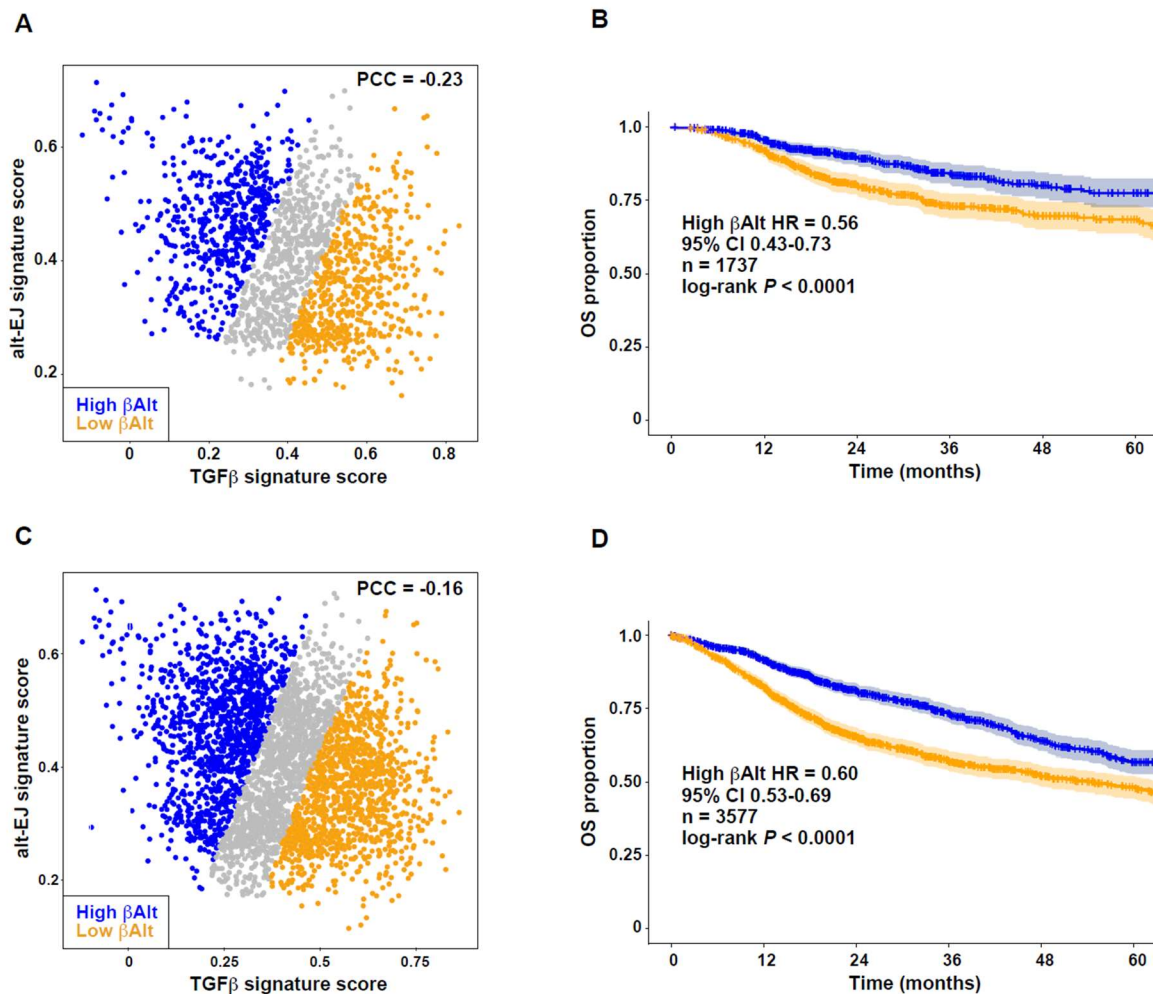 A
PCC = -0.23
alt-EJ signature score
0.6
0.4
0.2
High βAlt
Low βAlt
0 0.2 0.4 0.6 0.8
TGFβ signature score
B
OS proportion
1.0
0.75
0.50
0.25
0
High βAlt HR = 0.56
95% CI 0.43-0.73
n = 1737
log-rank P < 0.0001
0 12 24 36 48 60
Time (months)
C
PCC = -0.16
alt-EJ signature score
0.6
0.4
0.2
High βAlt
Low βAlt
0 0.25 0.5 0.75
TGFβ signature score
D
OS proportion
1.0
0.75
0.50
0.25
0
High βAlt HR = 0.60
95% CI 0.53-0.69
n = 3577
log-rank P < 0.0001
0 12 24 36 48 60
Time (months)